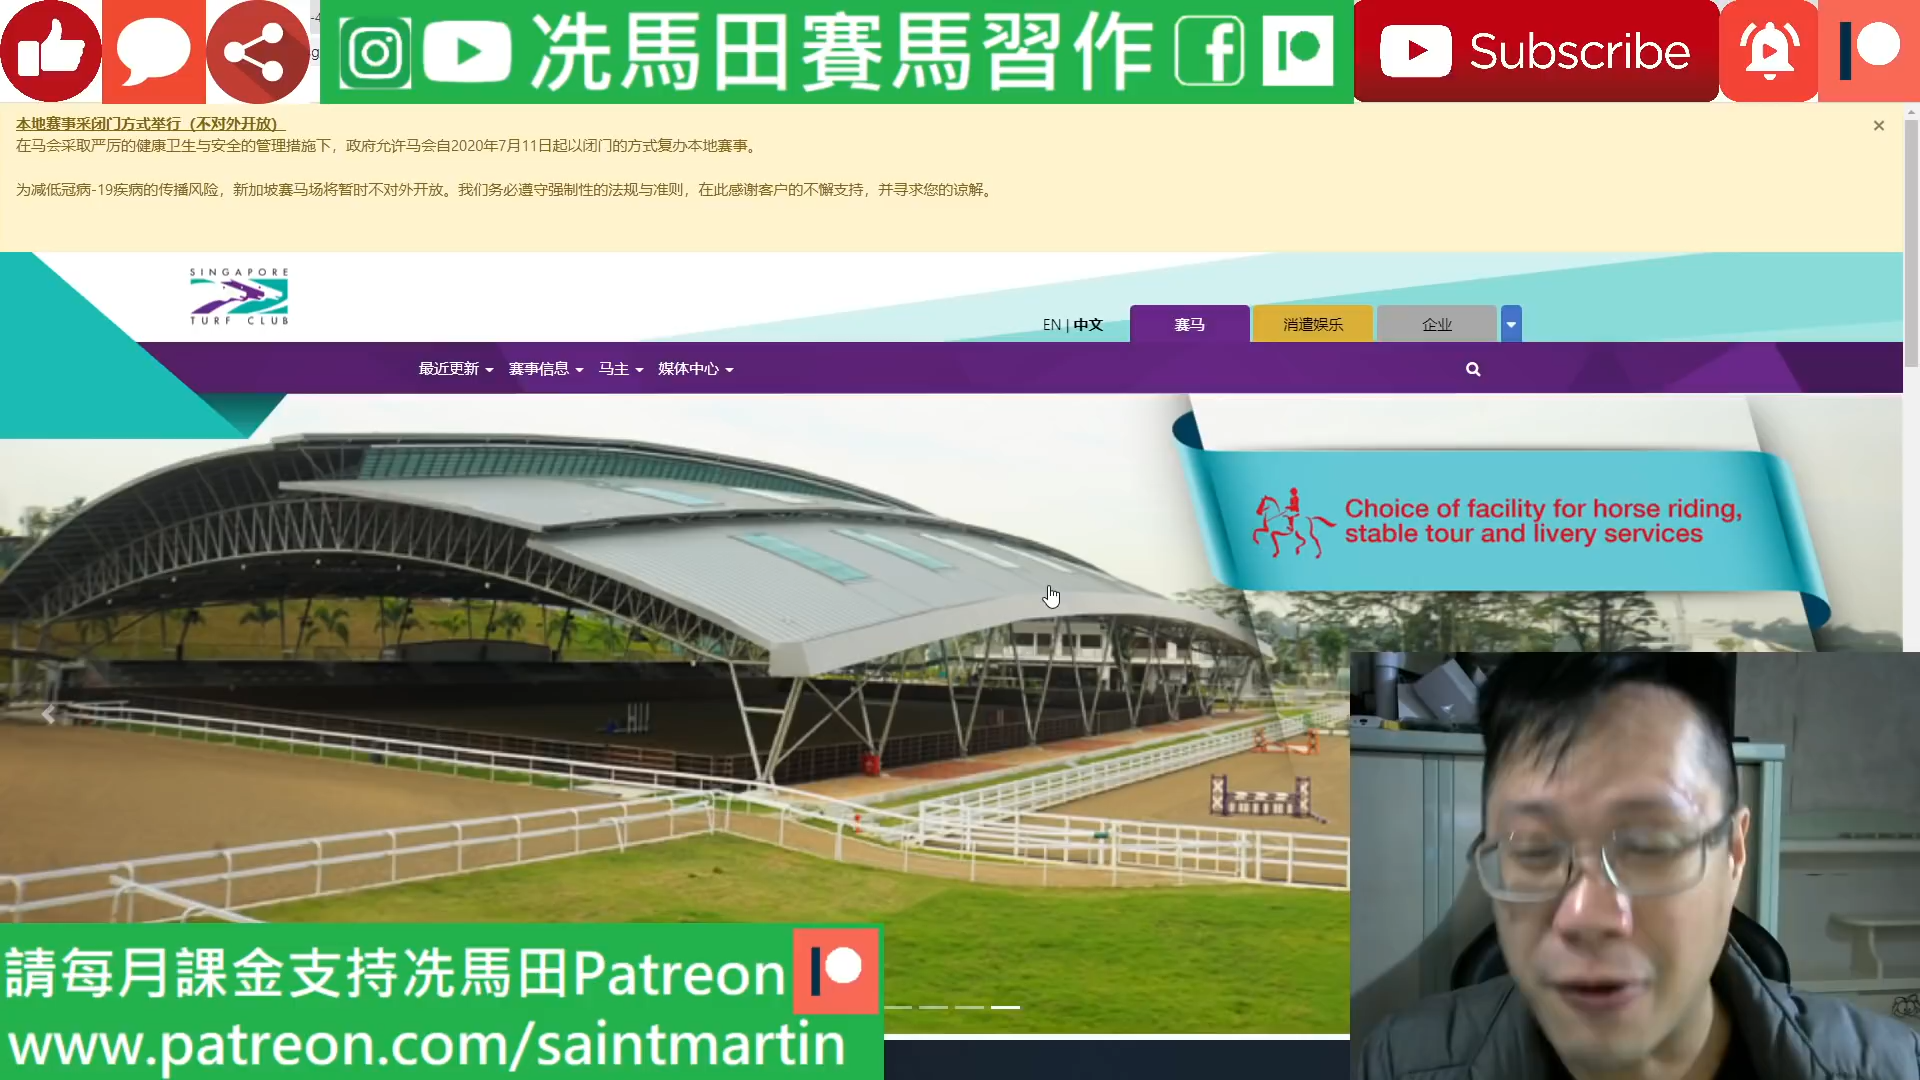 冼馬田賽馬習作
Subscribe
本地赛事采闭门方式举行（不对外开放）
在马会采取严厉的健康卫生与安全的管理措施下，政府允许马会自2020年7月11日起以闭门的方式复办本地赛事。
为减低冠病-19疾病的传播风险，新加坡赛马场将暂时不对外开放。我们务必遵守强制性的法规与准则，在此感谢客户的不懈支持，并寻求您的谅解。
SINGAPORE
TURF CLUB
EN | 中文
赛马
消遣娱乐
企业
最近更新
赛事信息
马主
媒体中心
Choice of facility for horse riding,
stable tour and livery services
請每月課金支持冼馬田Patreon
www.patreon.com/saintmartin